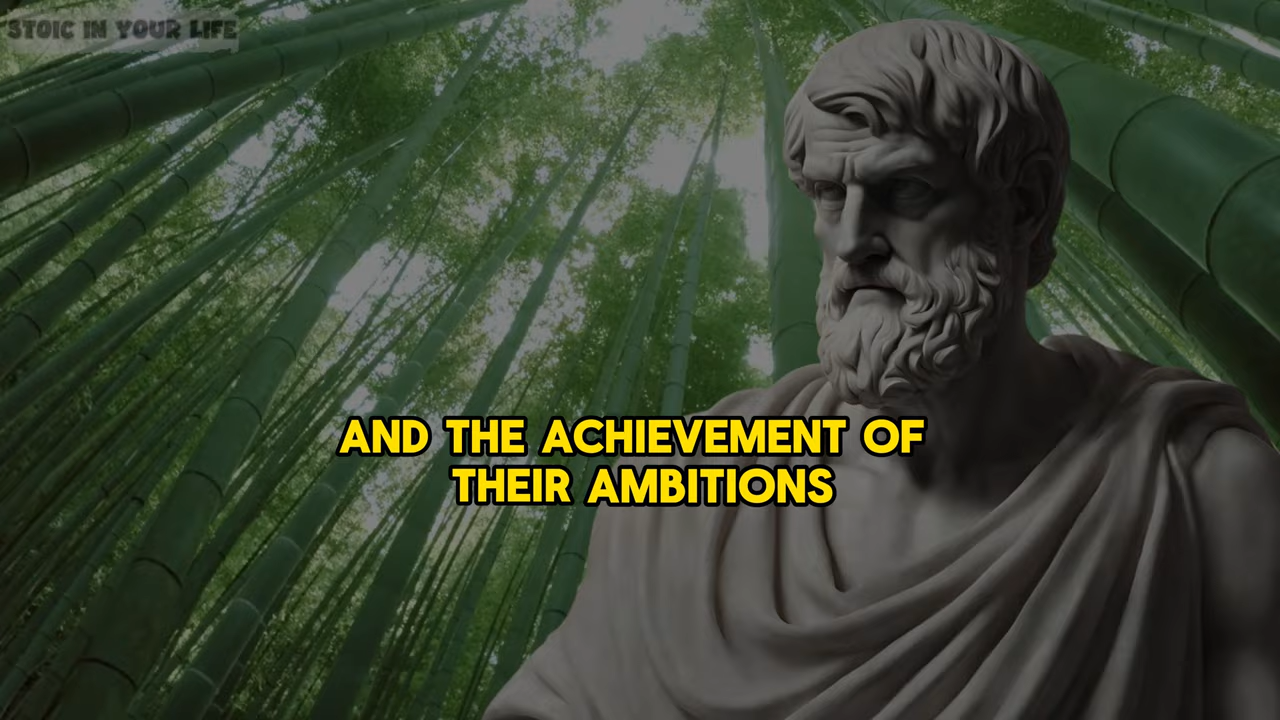 STOIC IN YOUR LIFE
AND THE ACHIEVEMENT OF
THEIR AMBITIONS